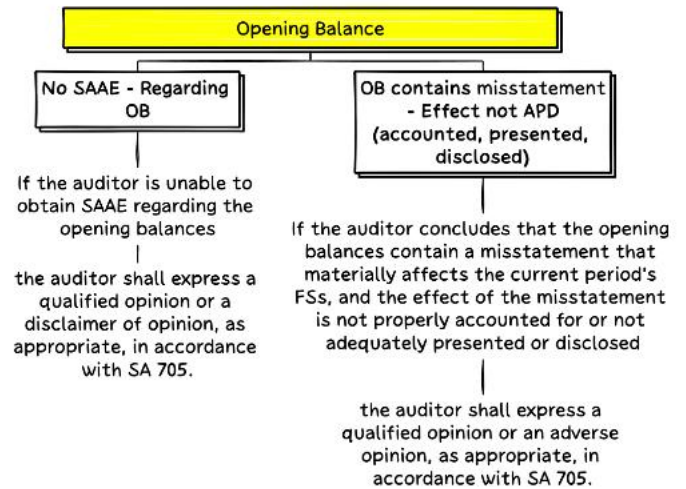 Opening Balance
No SAAE - Regarding
OB
If the auditor is unable to
obtain SAAE regarding the
opening balances
the auditor shall express a
qualified opinion or a
disclaimer of opinion, as
appropriate, in accordance
with SA 705.
OB contains misstatement
- Effect not APD
(accounted, presented,
disclosed)
If the auditor concludes that the opening
balances contain a misstatement that
materially affects the current period's
FSs, and the effect of the misstatement
is not properly accounted for or not
adequately presented or disclosed
the auditor shall express a
qualified opinion or an adverse
opinion, as appropriate, in
accordance with SA 705.